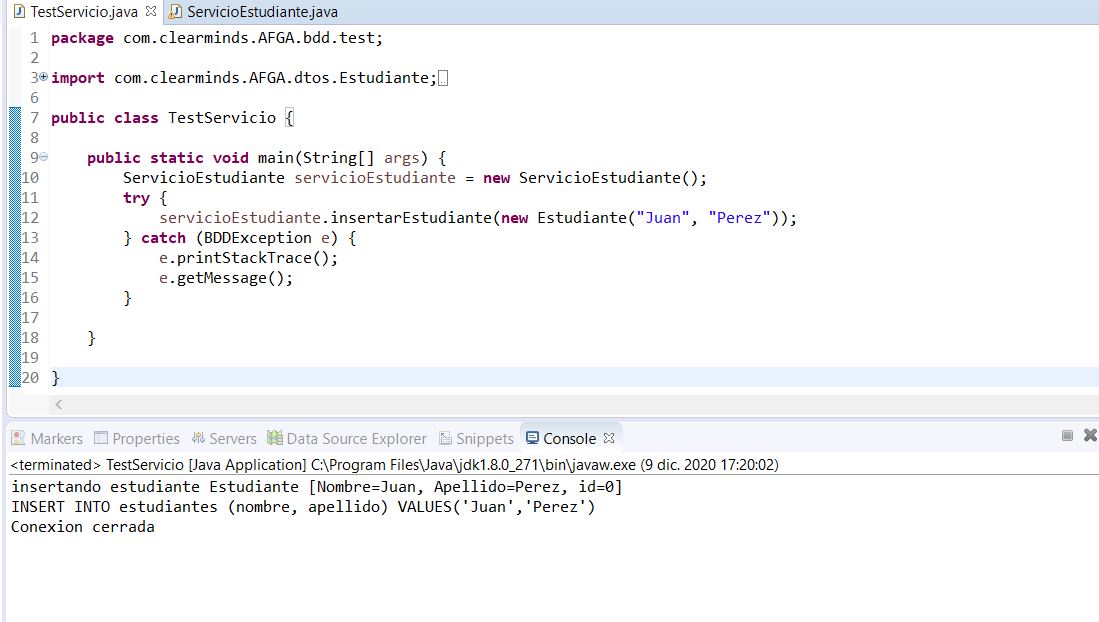 TestServicio.java ServicioEstudiante.java
1 package com.clearminds.AFGA.bdd.test;
2
3 import com.clearminds.AFGA.dtos.Estudiante;
6
7 public class TestServicio {
8
9     public static void main(String[] args) {
10         ServicioEstudiante servicioEstudiante = new ServicioEstudiante();
11         try {
12             servicioEstudiante.insertarEstudiante(new Estudiante("Juan", "Perez"));
13         } catch (BDDException e) {
14             e.printStackTrace();
15             e.getMessage();
16         }
17
18     }
19
20 }
Markers Properties Servers Data Source Explorer Snippets Console
<terminated> TestServicio [Java Application] C:\Program Files\Java\jdk1.8.0_271\bin\javaw.exe (9 dic. 2020 17:20:02)
insertando estudiante Estudiante [Nombre=Juan, Apellido=Perez, id=0]
INSERT INTO estudiantes (nombre, apellido) VALUES('Juan','Perez')
Conexion cerrada